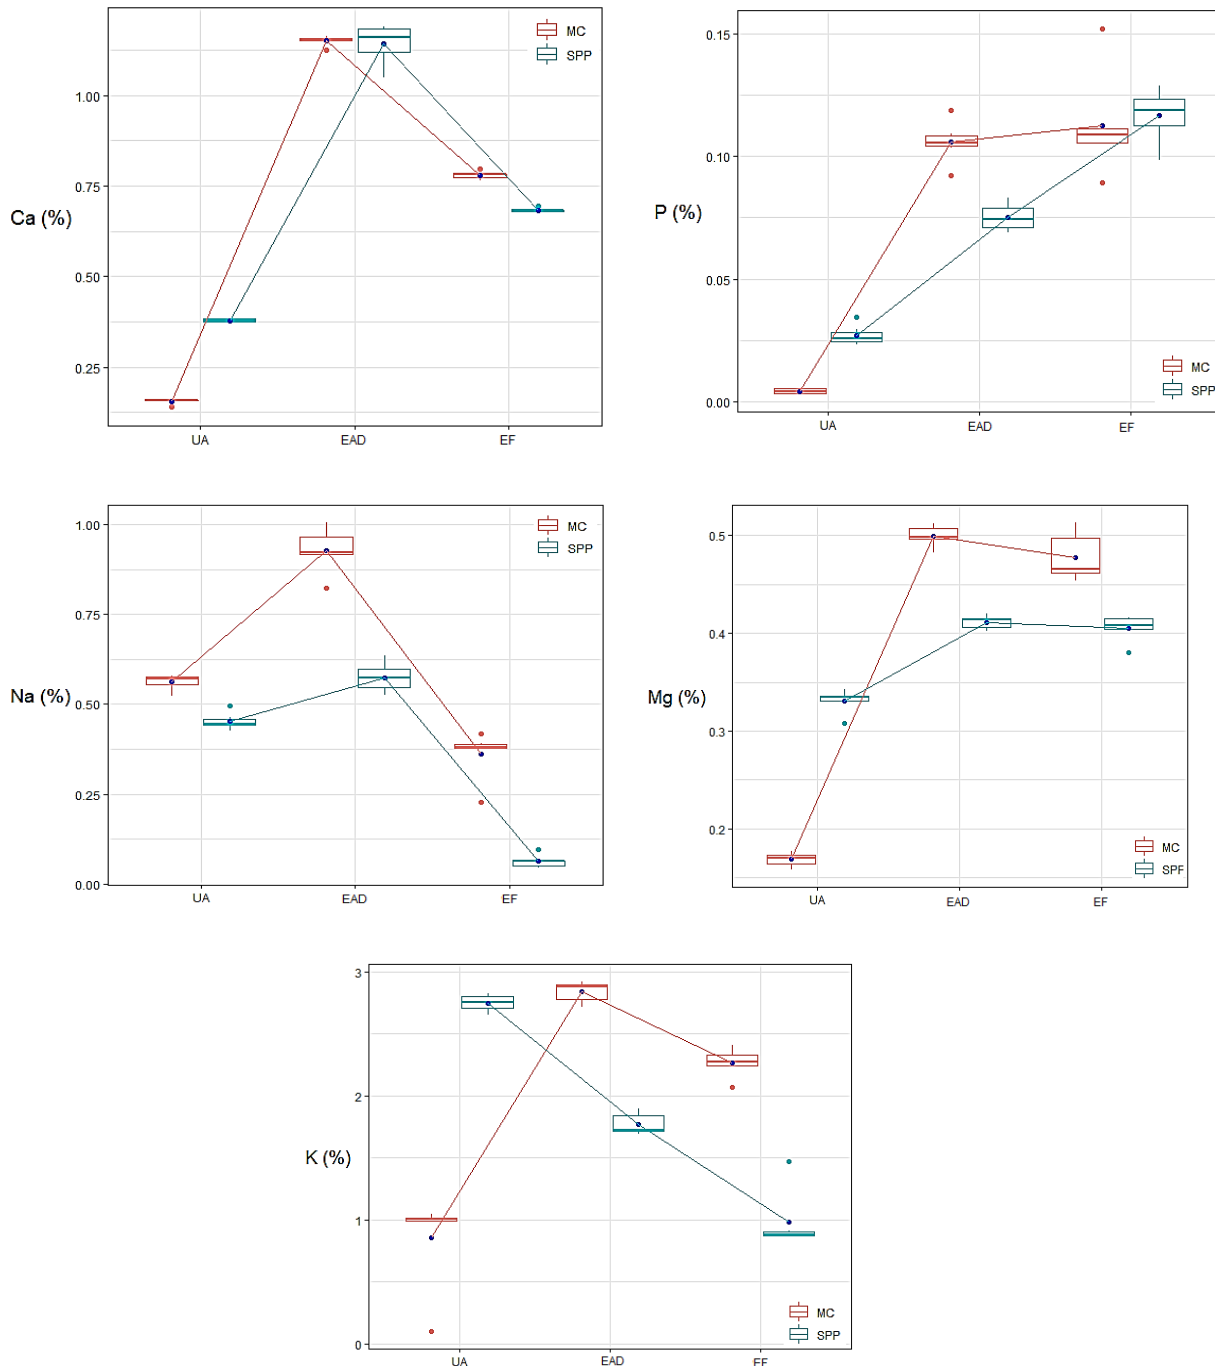 MC
SPP
1.00
0.75
Ca (%)
0.50
0.25
UA EAD EF
0.15
0.10
P (%)
0.05
MC
SPP
0.00
UA EAD EF
1.00
MC
SPP
0.75
Na (%)
0.50
0.25
0.00
UA EAD EF
0.5
0.4
Mg (%)
0.3
0.2
MC
SPF
UA EAD EF
3
2
K (%)
1
MC
SPP
0
UA EAD EF